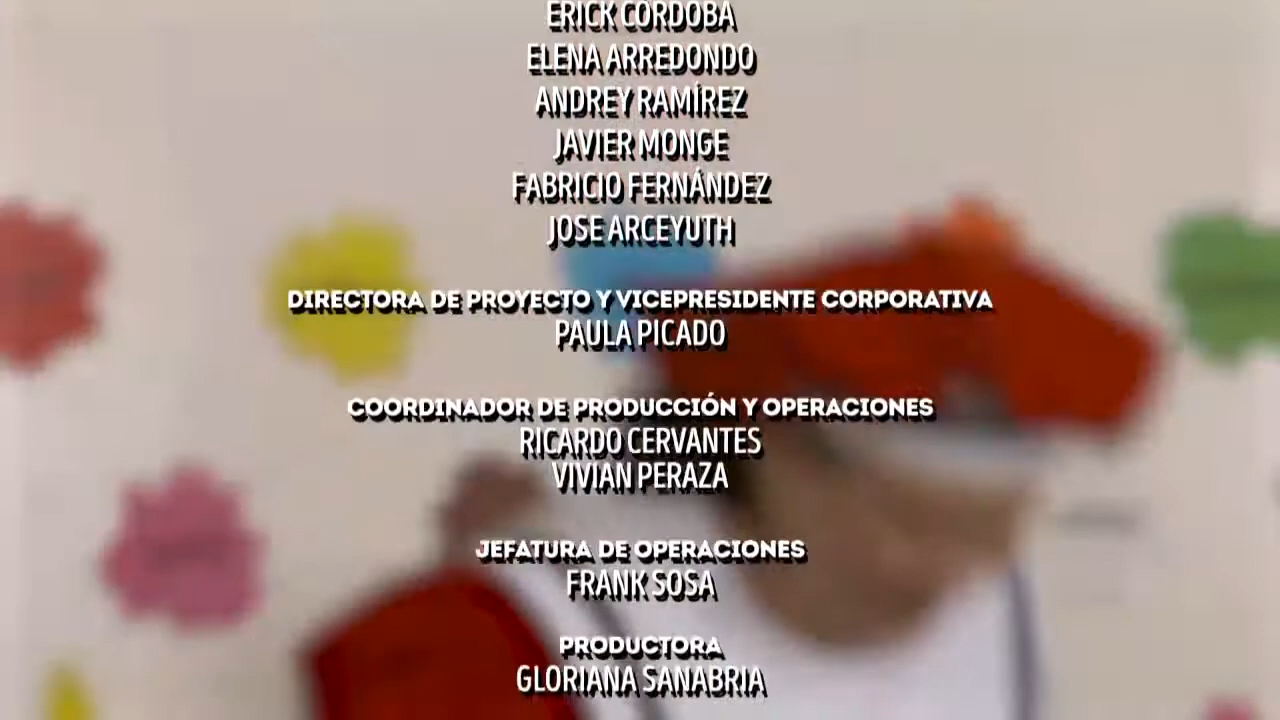 ERICK CÓRDOBA
ELENA ARREDONDO
ANDREY RAMÍREZ
JAVIER MONGE
FABRICIO FERNÁNDEZ
JOSE ARCEYUTH
DIRECTORA DE PROYECTO Y VICEPRESIDENTE CORPORATIVA
PAULA PICADO
COORDINADOR DE PRODUCCIÓN Y OPERACIONES
RICARDO CERVANTES
VIVIAN PERAZA
JEFATURA DE OPERACIONES
FRANK SOSA
PRODUCTORA
GLORIANA SANABRIA